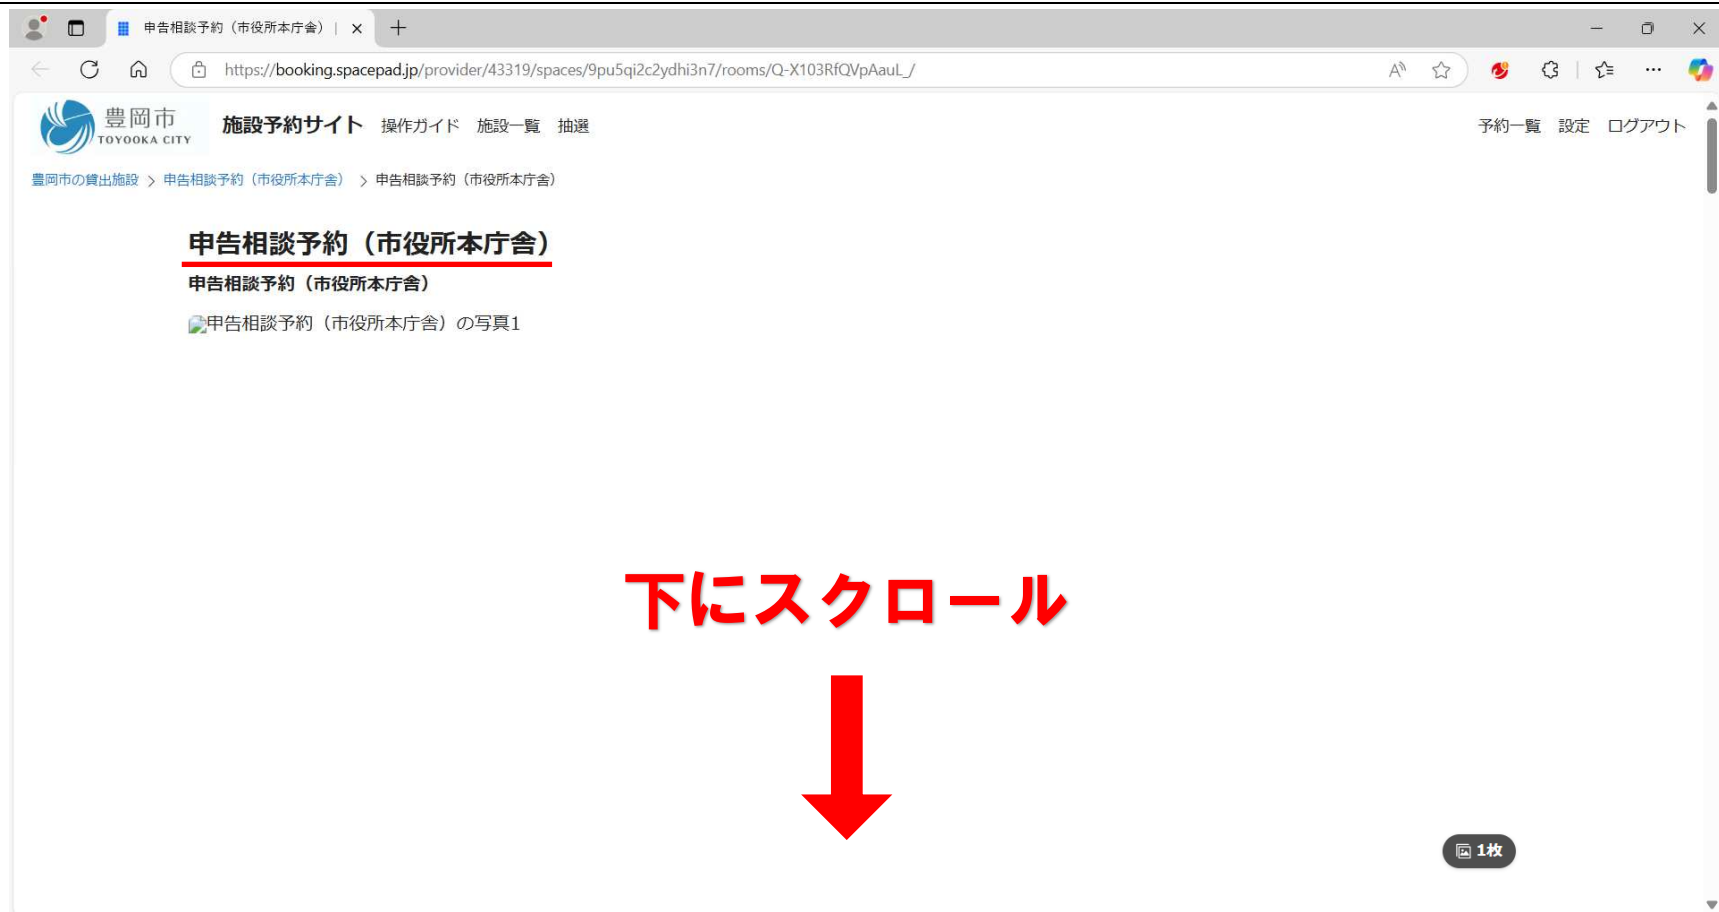 申告相談予約（市役所本庁舎） |
https://booking.spacepad.jp/provider/43319/spaces/9pu5qi2c2ydhi3n7/rooms/Q-X103RfQVpAauL_/
豊岡市
TOYOOKA CITY
施設予約サイト 操作ガイド 施設一覧 抽選
予約一覧 設定 ログアウト
豊岡市の貸出施設 > 申告相談予約（市役所本庁舎） > 申告相談予約（市役所本庁舎）
申告相談予約（市役所本庁舎）
申告相談予約（市役所本庁舎）
申告相談予約（市役所本庁舎）の写真1
下にスクロール
1枚